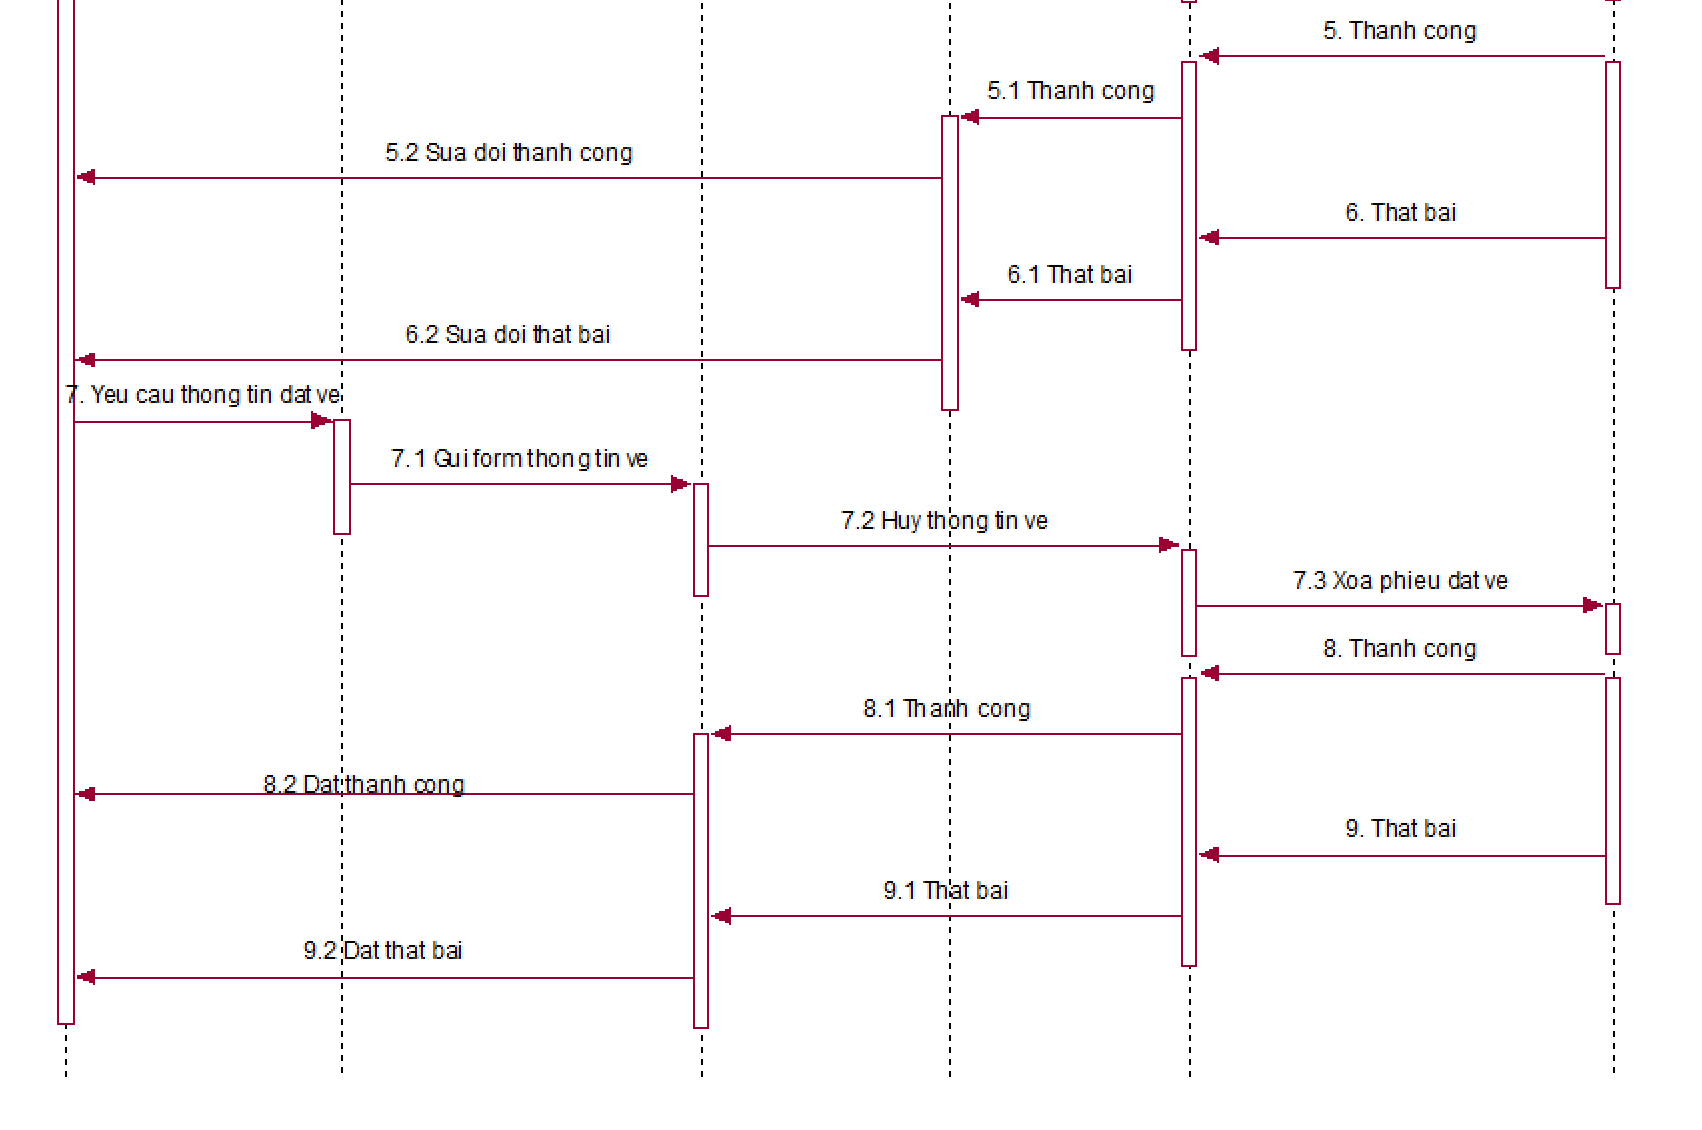 5. Thanh cong
5.1 Thanh cong
5.2 Sua doi thanh cong
6. That bai
6.1 That bai
6.2 Sua doi that bai
7. Yeu cau thong tin dat ve
7.1 Gui form thong tin ve
7.2 Huy thong tin ve
7.3 Xoa phieu dat ve
8. Thanh cong
8.1 Thanh cong
8.2 Dat thanh cong
9. That bai
9.1 That bai
9.2 Dat that bai